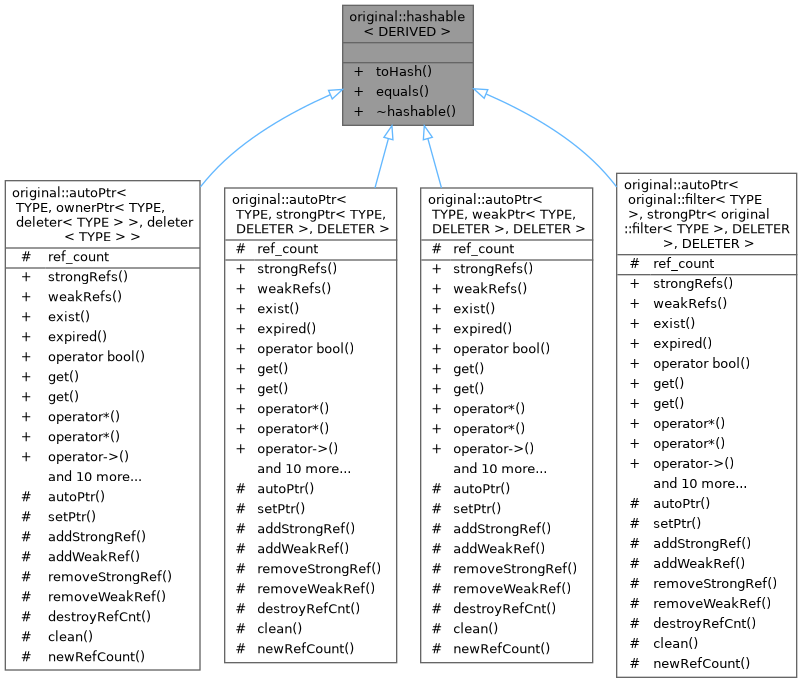 original::hashable
< DERIVED >
+ toHash()
+ equals()
+ ~hashable()
original::autoPtr<
TYPE, ownerPtr< TYPE,
deleter< TYPE > >, deleter
< TYPE > >
# ref_count
+ strongRefs()
+ weakRefs()
+ exist()
+ expired()
+ operator bool()
+ get()
+ get()
+ operator*()
+ operator*()
+ operator->()
and 10 more...
# autoPtr()
# setPtr()
# addStrongRef()
# addWeakRef()
# removeStrongRef()
# removeWeakRef()
# destroyRefCnt()
# clean()
# newRefCount()
original::autoPtr<
TYPE, strongPtr< TYPE,
DELETER >, DELETER >
# ref_count
+ strongRefs()
+ weakRefs()
+ exist()
+ expired()
+ operator bool()
+ get()
+ get()
+ operator*()
+ operator*()
+ operator->()
and 10 more...
# autoPtr()
# setPtr()
# addStrongRef()
# addWeakRef()
# removeStrongRef()
# removeWeakRef()
# destroyRefCnt()
# clean()
# newRefCount()
original::autoPtr<
TYPE, weakPtr< TYPE,
DELETER >, DELETER >
# ref_count
+ strongRefs()
+ weakRefs()
+ exist()
+ expired()
+ operator bool()
+ get()
+ get()
+ operator*()
+ operator*()
+ operator->()
and 10 more...
# autoPtr()
# setPtr()
# addStrongRef()
# addWeakRef()
# removeStrongRef()
# removeWeakRef()
# destroyRefCnt()
# clean()
# newRefCount()
original::autoPtr<
original::filter< TYPE
>, strongPtr< original
::filter< TYPE >, DELETER
>, DELETER >
# ref_count
+ strongRefs()
+ weakRefs()
+ exist()
+ expired()
+ operator bool()
+ get()
+ get()
+ operator*()
+ operator*()
+ operator->()
and 10 more...
# autoPtr()
# setPtr()
# addStrongRef()
# addWeakRef()
# removeStrongRef()
# removeWeakRef()
# destroyRefCnt()
# clean()
# newRefCount()